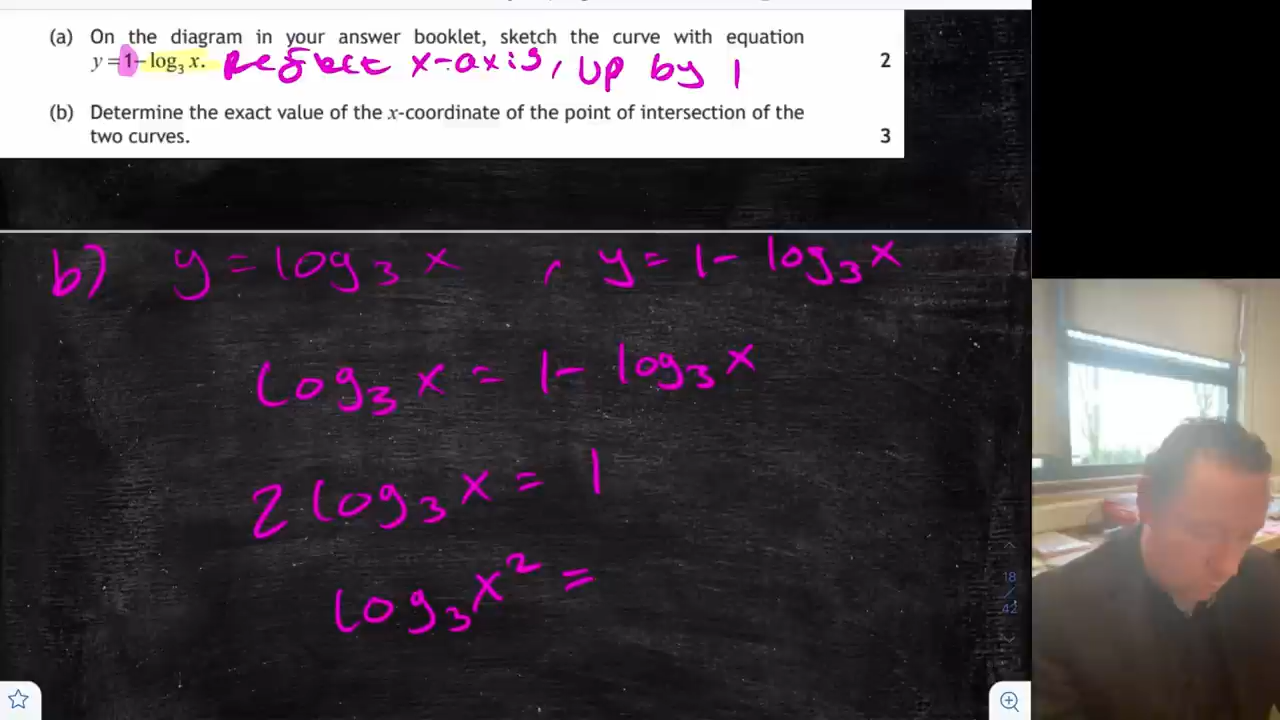 (a) On the diagram in your answer booklet, sketch the curve with equation
y = 1 – log₃ x. Reflect x-axis, up by 1 2
(b) Determine the exact value of the x-coordinate of the point of intersection of the
two curves. 3
b) y = log₃ x , y = 1 - log₃ x
log₃ x = 1 - log₃ x
2 log₃ x = 1
log₃ x² =
18
/
42